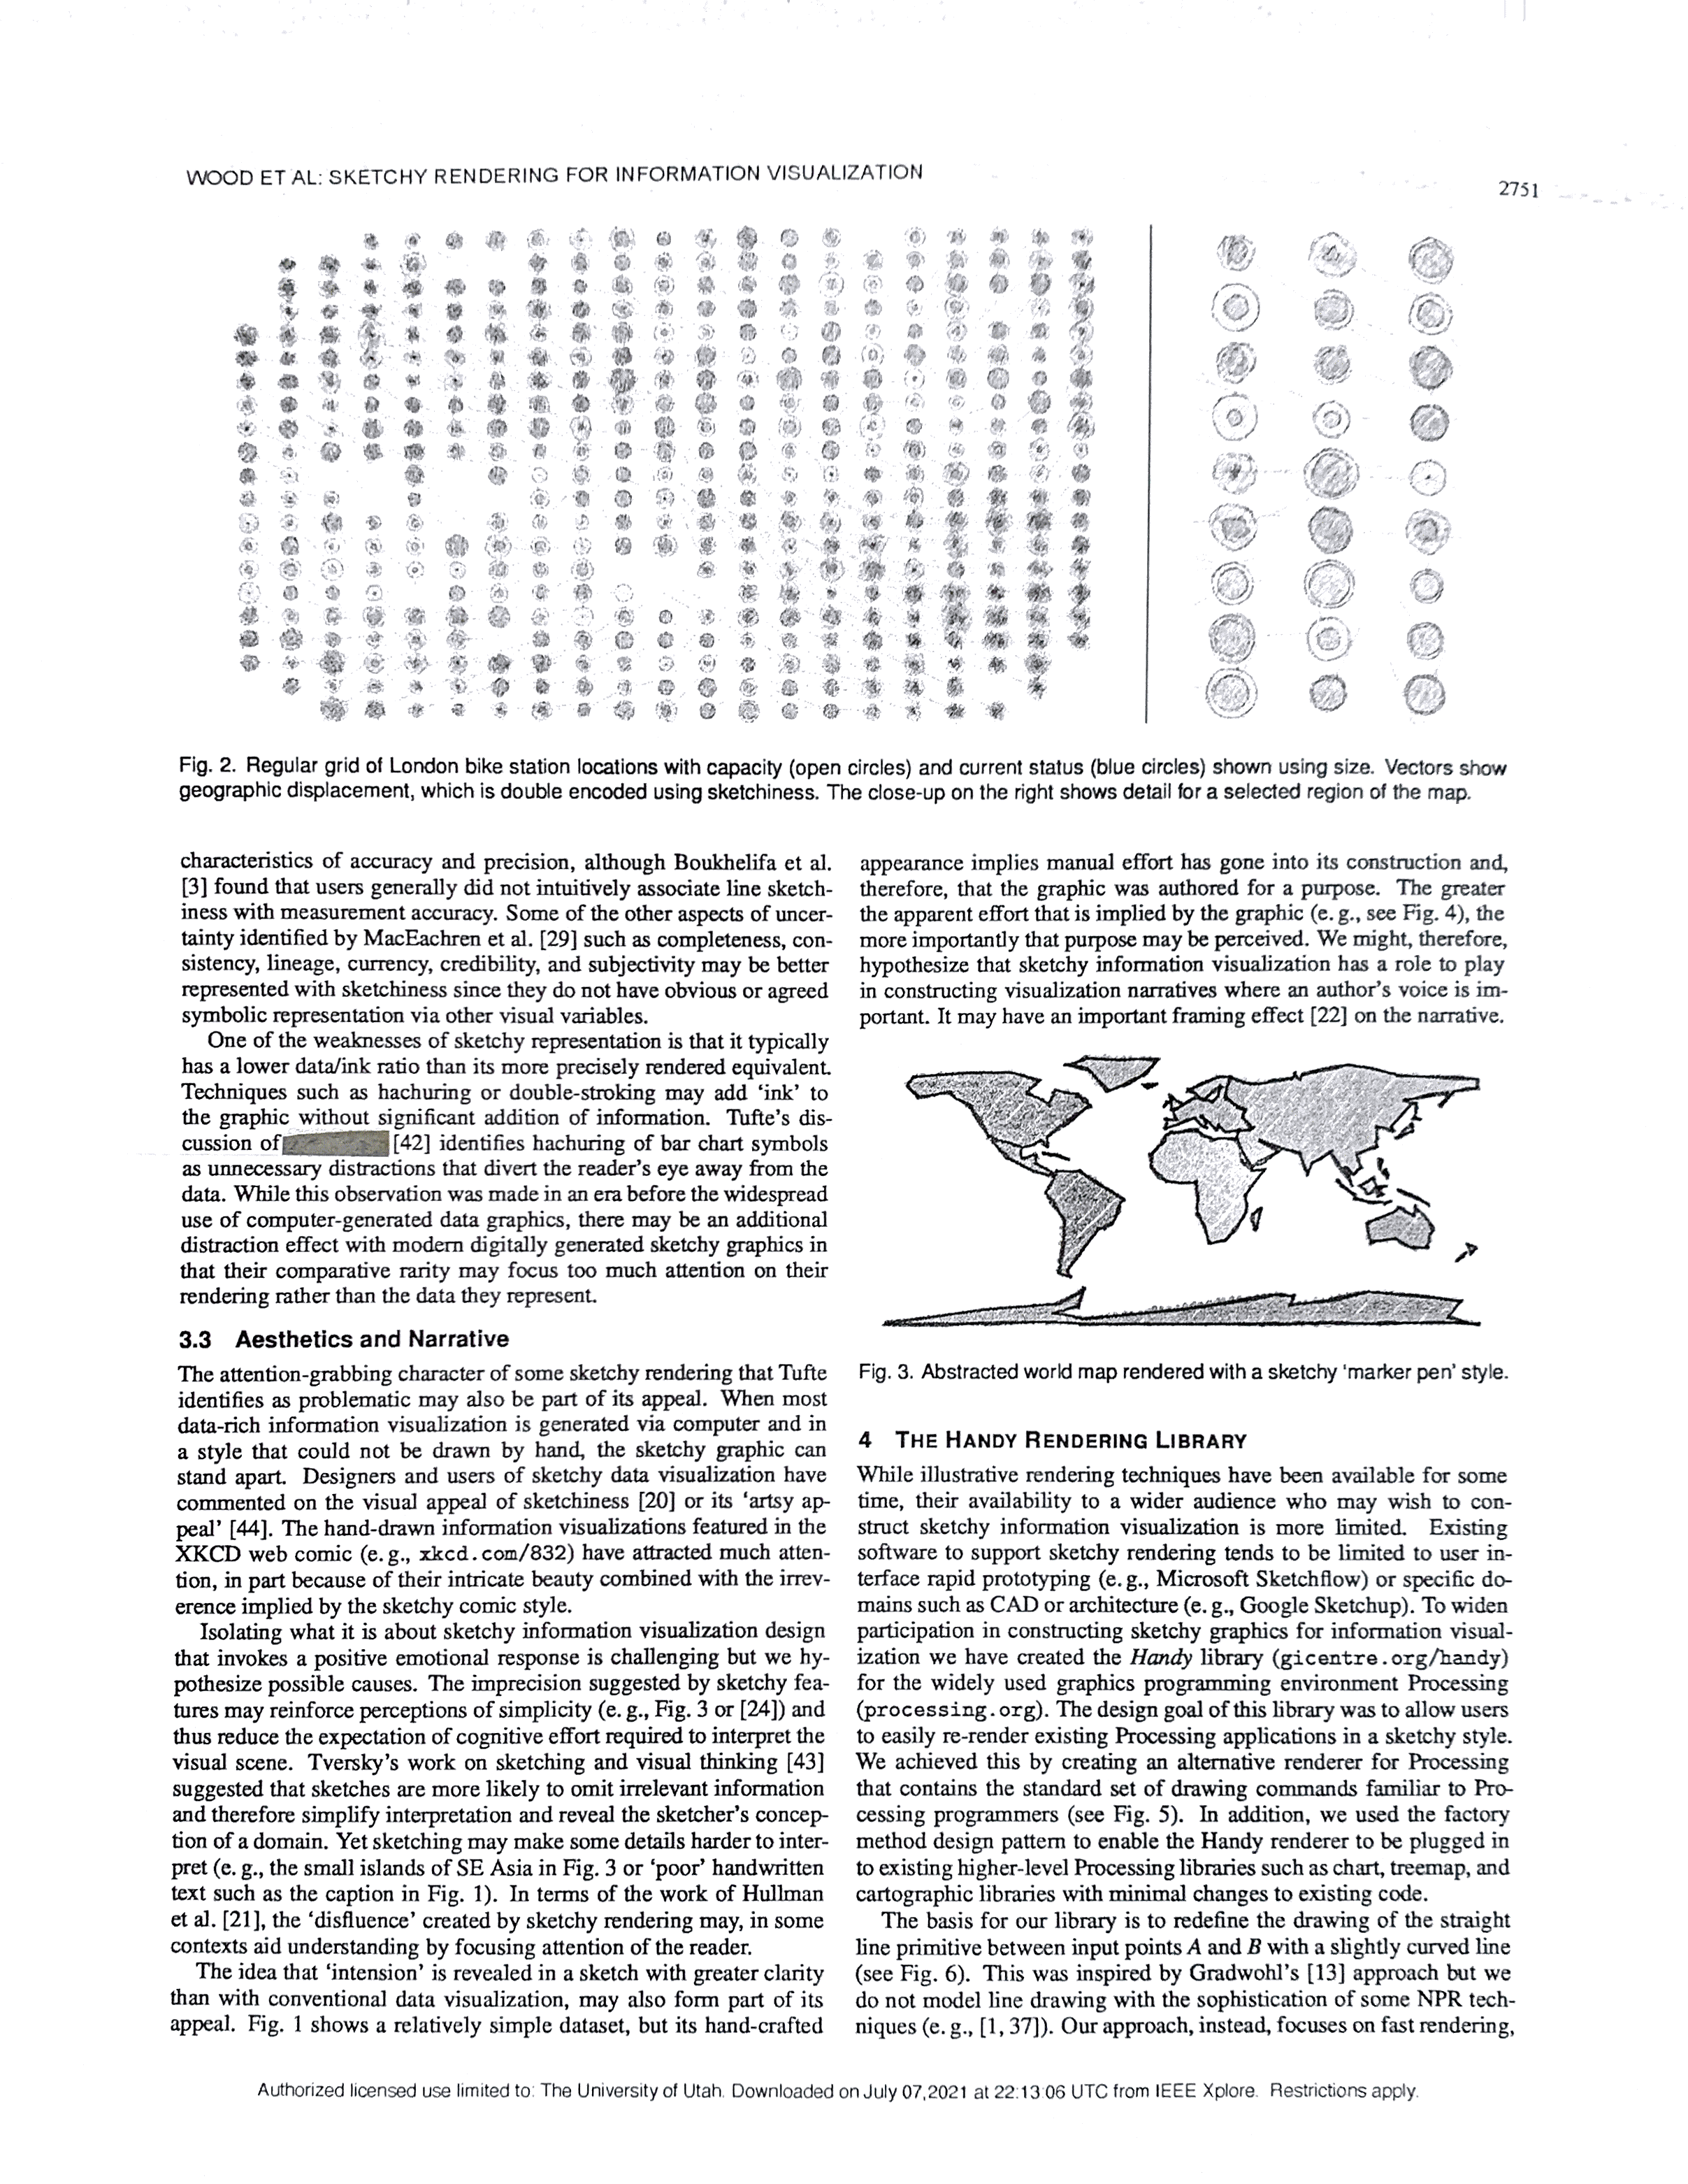 WOOD ET AL: SKETCHY RENDERING FOR INFORMATION VISUALIZATION
2751
Fig. 2. Regular grid of London bike station locations with capacity (open circles) and current status (blue circles) shown using size. Vectors show
geographic displacement, which is double encoded using sketchiness. The close-up on the right shows detail for a selected region of the map.
characteristics of accuracy and precision, although Boukhelifa et al.
[3] found that users generally did not intuitively associate line sketch-
iness with measurement accuracy. Some of the other aspects of uncer-
tainty identified by MacEachren et al. [29] such as completeness, con-
sistency, lineage, currency, credibility, and subjectivity may be better
represented with sketchiness since they do not have obvious or agreed
symbolic representation via other visual variables.
One of the weaknesses of sketchy representation is that it typically
has a lower data/ink ratio than its more precisely rendered equivalent.
Techniques such as hachuring or double-stroking may add ‘ink’ to
the graphic without significant addition of information. Tufte’s dis-
cussion of [42] identifies hachuring of bar chart symbols
as unnecessary distractions that divert the reader’s eye away from the
data. While this observation was made in an era before the widespread
use of computer-generated data graphics, there may be an additional
distraction effect with modern digitally generated sketchy graphics in
that their comparative rarity may focus too much attention on their
rendering rather than the data they represent.
3.3 Aesthetics and Narrative
The attention-grabbing character of some sketchy rendering that Tufte
identifies as problematic may also be part of its appeal. When most
data-rich information visualization is generated via computer and in
a style that could not be drawn by hand, the sketchy graphic can
stand apart. Designers and users of sketchy data visualization have
commented on the visual appeal of sketchiness [20] or its ‘artsy ap-
peal’ [44]. The hand-drawn information visualizations featured in the
XKCD web comic (e. g., xkcd.com/832) have attracted much atten-
tion, in part because of their intricate beauty combined with the irrev-
erence implied by the sketchy comic style.
Isolating what it is about sketchy information visualization design
that invokes a positive emotional response is challenging but we hy-
pothesize possible causes. The imprecision suggested by sketchy fea-
tures may reinforce perceptions of simplicity (e. g., Fig. 3 or [24]) and
thus reduce the expectation of cognitive effort required to interpret the
visual scene. Tversky’s work on sketching and visual thinking [43]
suggested that sketches are more likely to omit irrelevant information
and therefore simplify interpretation and reveal the sketcher’s concep-
tion of a domain. Yet sketching may make some details harder to inter-
pret (e. g., the small islands of SE Asia in Fig. 3 or ‘poor’ handwritten
text such as the caption in Fig. 1). In terms of the work of Hullman
et al. [21], the ‘disfluence’ created by sketchy rendering may, in some
contexts aid understanding by focusing attention of the reader.
The idea that ‘intension’ is revealed in a sketch with greater clarity
than with conventional data visualization, may also form part of its
appeal. Fig. 1 shows a relatively simple dataset, but its hand-crafted
appearance implies manual effort has gone into its construction and,
therefore, that the graphic was authored for a purpose. The greater
the apparent effort that is implied by the graphic (e. g., see Fig. 4), the
more importantly that purpose may be perceived. We might, therefore,
hypothesize that sketchy information visualization has a role to play
in constructing visualization narratives where an author’s voice is im-
portant. It may have an important framing effect [22] on the narrative.
Fig. 3. Abstracted world map rendered with a sketchy 'marker pen' style.
4 THE HANDY RENDERING LIBRARY
While illustrative rendering techniques have been available for some
time, their availability to a wider audience who may wish to con-
struct sketchy information visualization is more limited. Existing
software to support sketchy rendering tends to be limited to user in-
terface rapid prototyping (e. g., Microsoft Sketchflow) or specific do-
mains such as CAD or architecture (e. g., Google Sketchup). To widen
participation in constructing sketchy graphics for information visual-
ization we have created the Handy library (gicentre.org/handy)
for the widely used graphics programming environment Processing
(processing.org). The design goal of this library was to allow users
to easily re-render existing Processing applications in a sketchy style.
We achieved this by creating an alternative renderer for Processing
that contains the standard set of drawing commands familiar to Pro-
cessing programmers (see Fig. 5). In addition, we used the factory
method design pattern to enable the Handy renderer to be plugged in
to existing higher-level Processing libraries such as chart, treemap, and
cartographic libraries with minimal changes to existing code.
The basis for our library is to redefine the drawing of the straight
line primitive between input points A and B with a slightly curved line
(see Fig. 6). This was inspired by Gradwohl’s [13] approach but we
do not model line drawing with the sophistication of some NPR tech-
niques (e. g., [1, 37]). Our approach, instead, focuses on fast rendering,
Authorized licensed use limited to: The University of Utah. Downloaded on July 07,2021 at 22:13:06 UTC from IEEE Xplore. Restrictions apply.